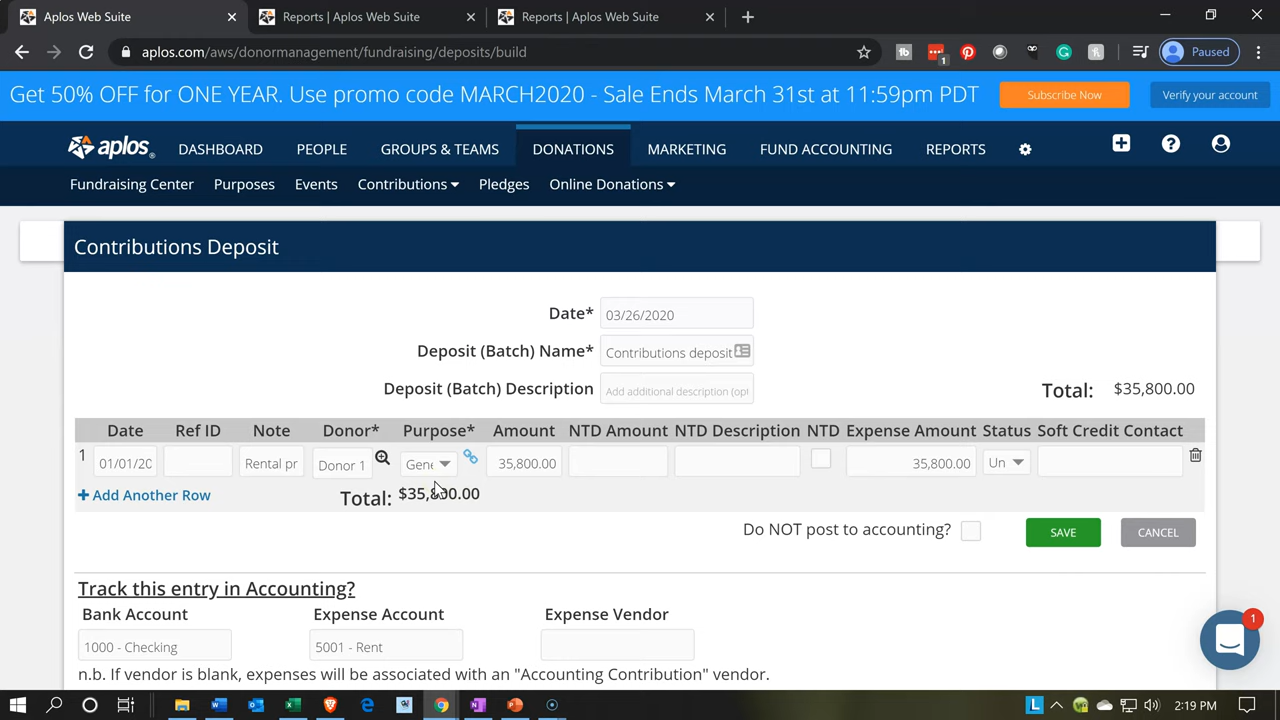 Aplos Web Suite
Reports | Aplos Web Suite
Reports | Aplos Web Suite
aplos.com/aws/donormanagement/fundraising/deposits/build
1
Paused
Get 50% OFF for ONE YEAR. Use promo code MARCH2020 - Sale Ends March 31st at 11:59pm PDT
Subscribe Now
Verify your account
aplos
DASHBOARD
PEOPLE
GROUPS & TEAMS
DONATIONS
MARKETING
FUND ACCOUNTING
REPORTS
Fundraising Center
Purposes
Events
Contributions
Pledges
Online Donations
Contributions Deposit
Date* 03/26/2020
Deposit (Batch) Name* Contributions deposit
Deposit (Batch) Description Add additional description (opt
Total: $35,800.00
Date Ref ID Note Donor* Purpose* Amount NTD Amount NTD Description NTD Expense Amount Status Soft Credit Contact
1 01/01/20 Rental pr Donor 1 Gene 35,800.00 35,800.00 Un
+ Add Another Row
Total: $35,800.00
Do NOT post to accounting?
SAVE
CANCEL
Track this entry in Accounting?
Bank Account Expense Account Expense Vendor
1000 - Checking 5001 - Rent
n.b. If vendor is blank, expenses will be associated with an "Accounting Contribution" vendor.
1
2:19 PM